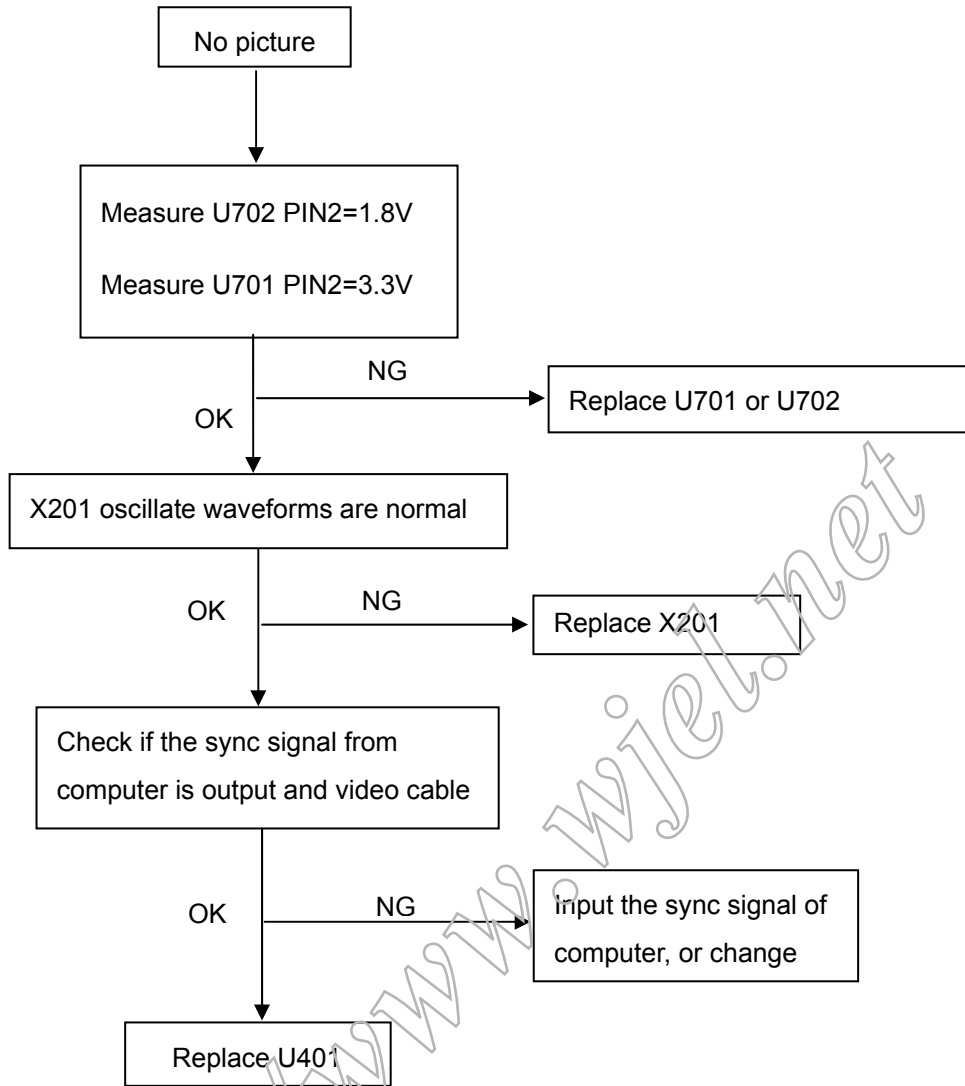 No picture
Measure U702 PIN2=1.8V
Measure U701 PIN2=3.3V
NG
Replace U701 or U702
OK
X201 oscillate waveforms are normal
OK
NG
Replace X201
Check if the sync signal from
computer is output and video cable
OK
NG
Input the sync signal of
computer, or change
Replace U401
www.wjel.net